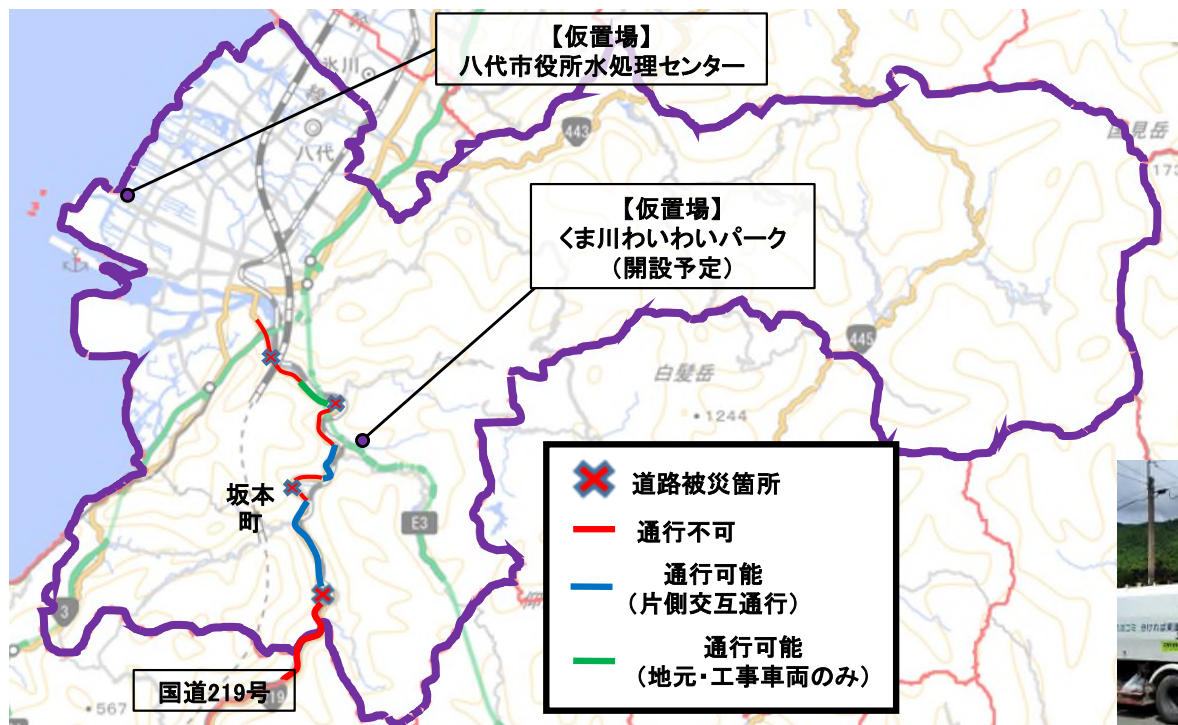 【仮置場】
八代市役所水処理センター
氷川
443
八代
国見岳
【仮置場】
くま川わいわいパーク
（開設予定）
445
白髪岳
・1244
坂本
町
E3
道路被災箇所
通行不可
通行可能
（片側交互通行）
通行可能
（地元・工事車両のみ）
3
国道219号
・567